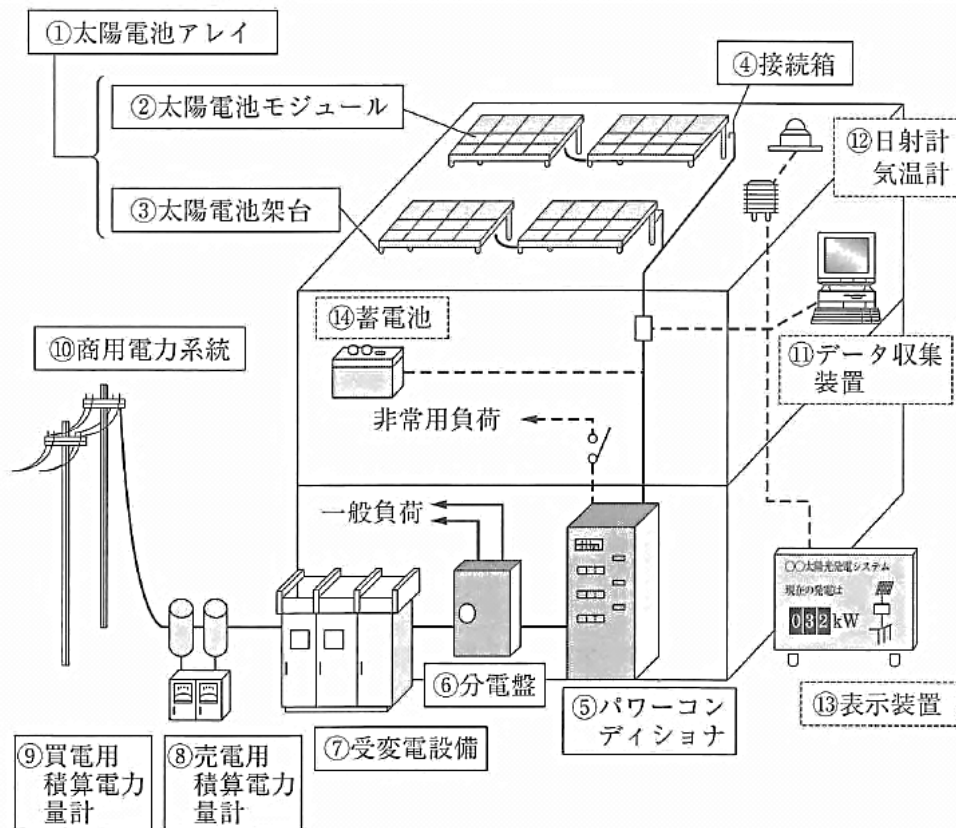 ①太陽電池アレイ
④接続箱
②太陽電池モジュール
⑫日射計
気温計
③太陽電池架台
⑭蓄電池
⑩商用電力系統
⑪データ収集
装置
非常用負荷
一般負荷
〇〇太陽光発電システム
現在の発電は
032kW
⑥分電盤
⑤パワーコン
ディショナ
⑬表示装置
⑦受変電設備
⑨買電用
積算電力
量計
⑧売電用
積算電力
量計